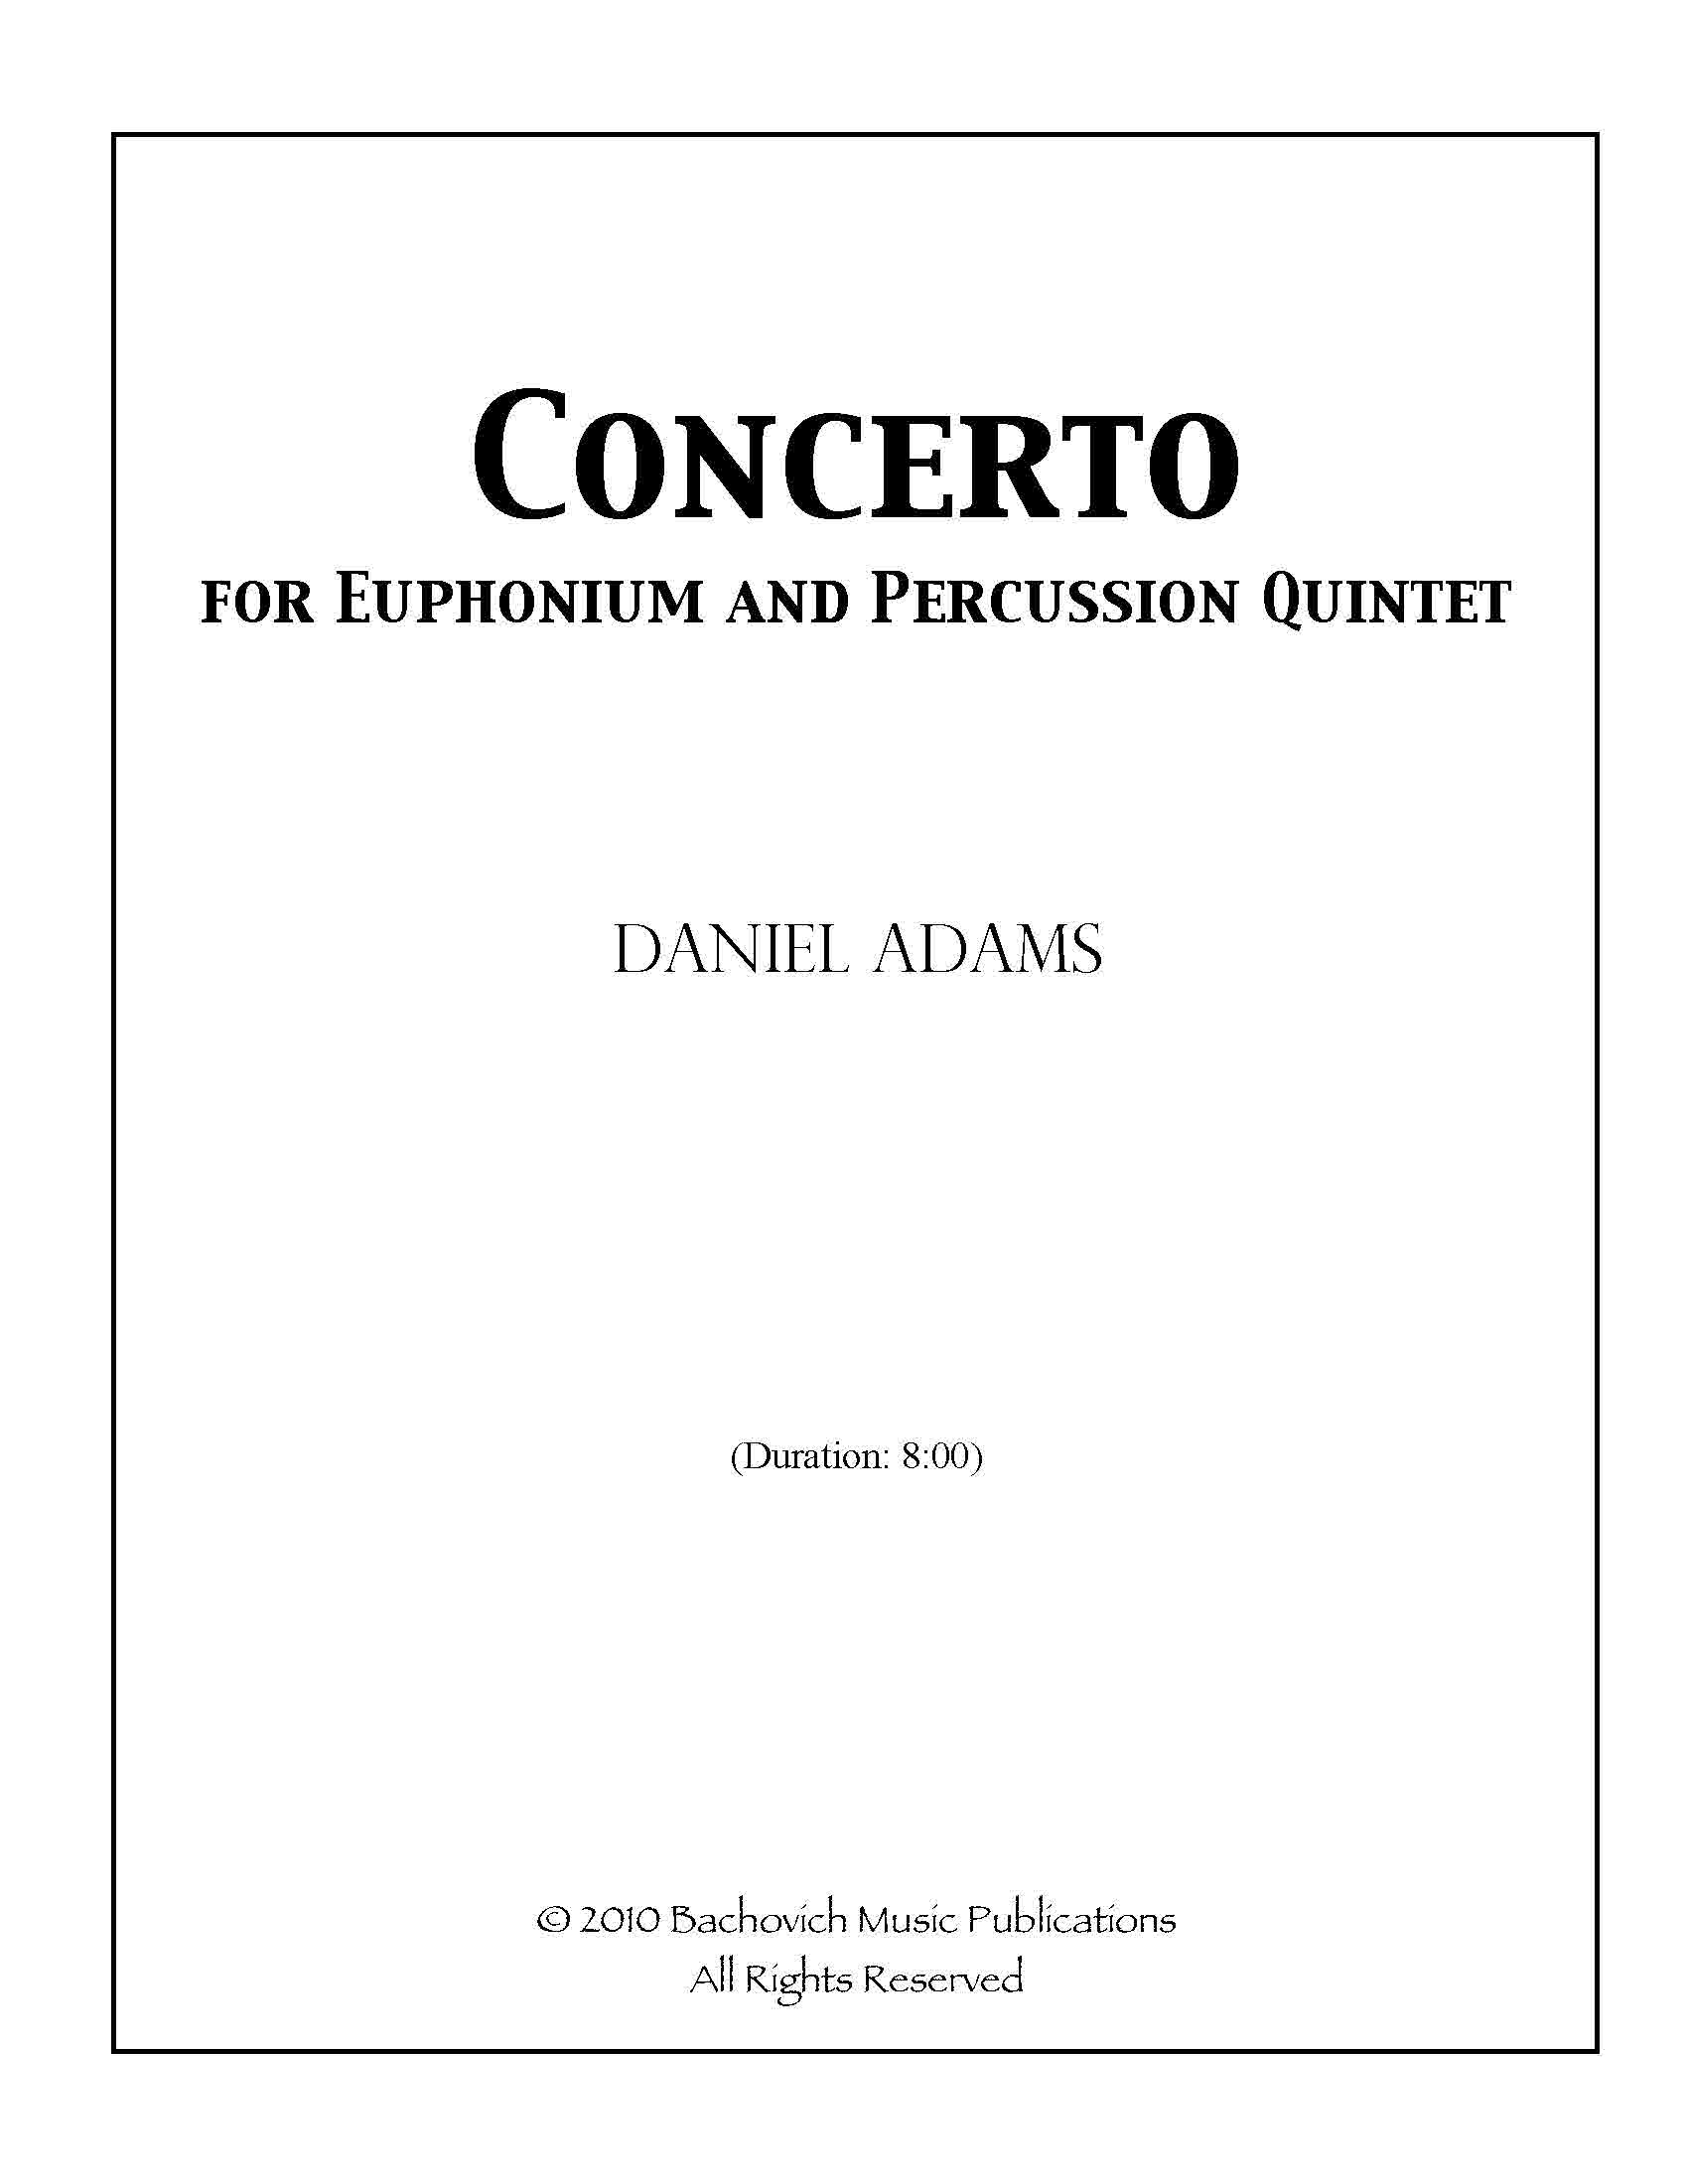 Concerto
for Euphonium and Percussion Quintet
DANIEL ADAMS
(Duration: 8:00)
© 2010 Bachovich Music Publications
All Rights Reserved